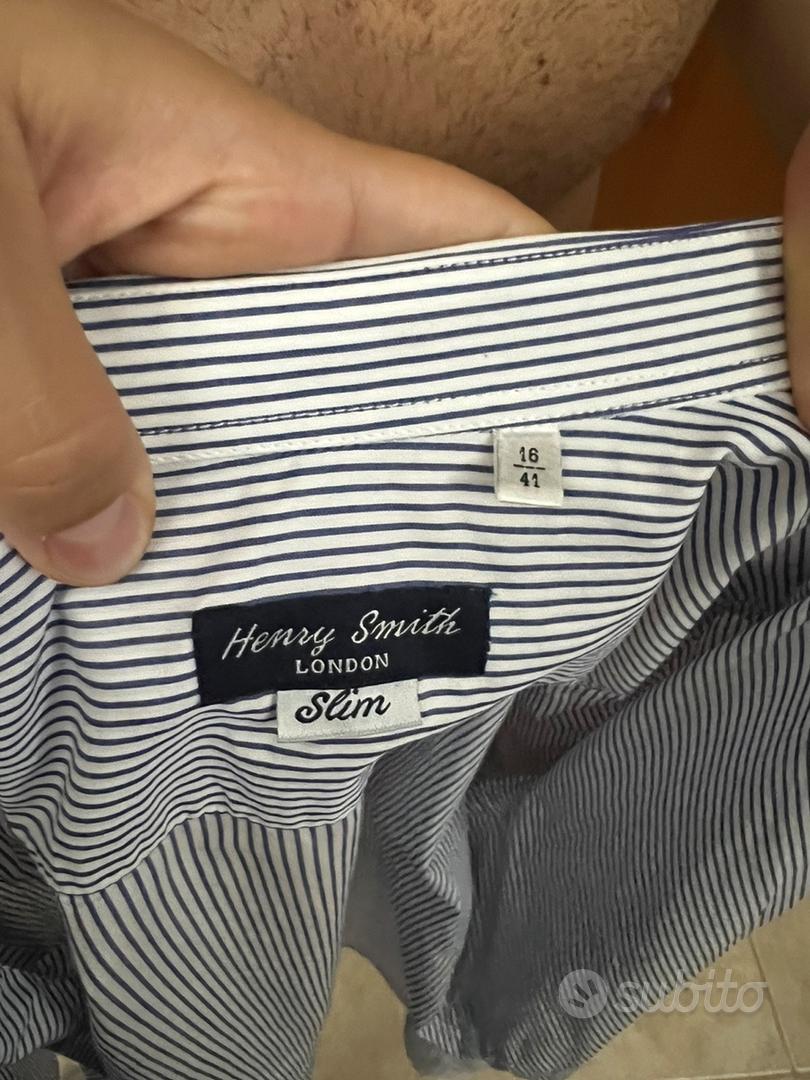 16
41
Henry Smith
LONDON
Slim
subito